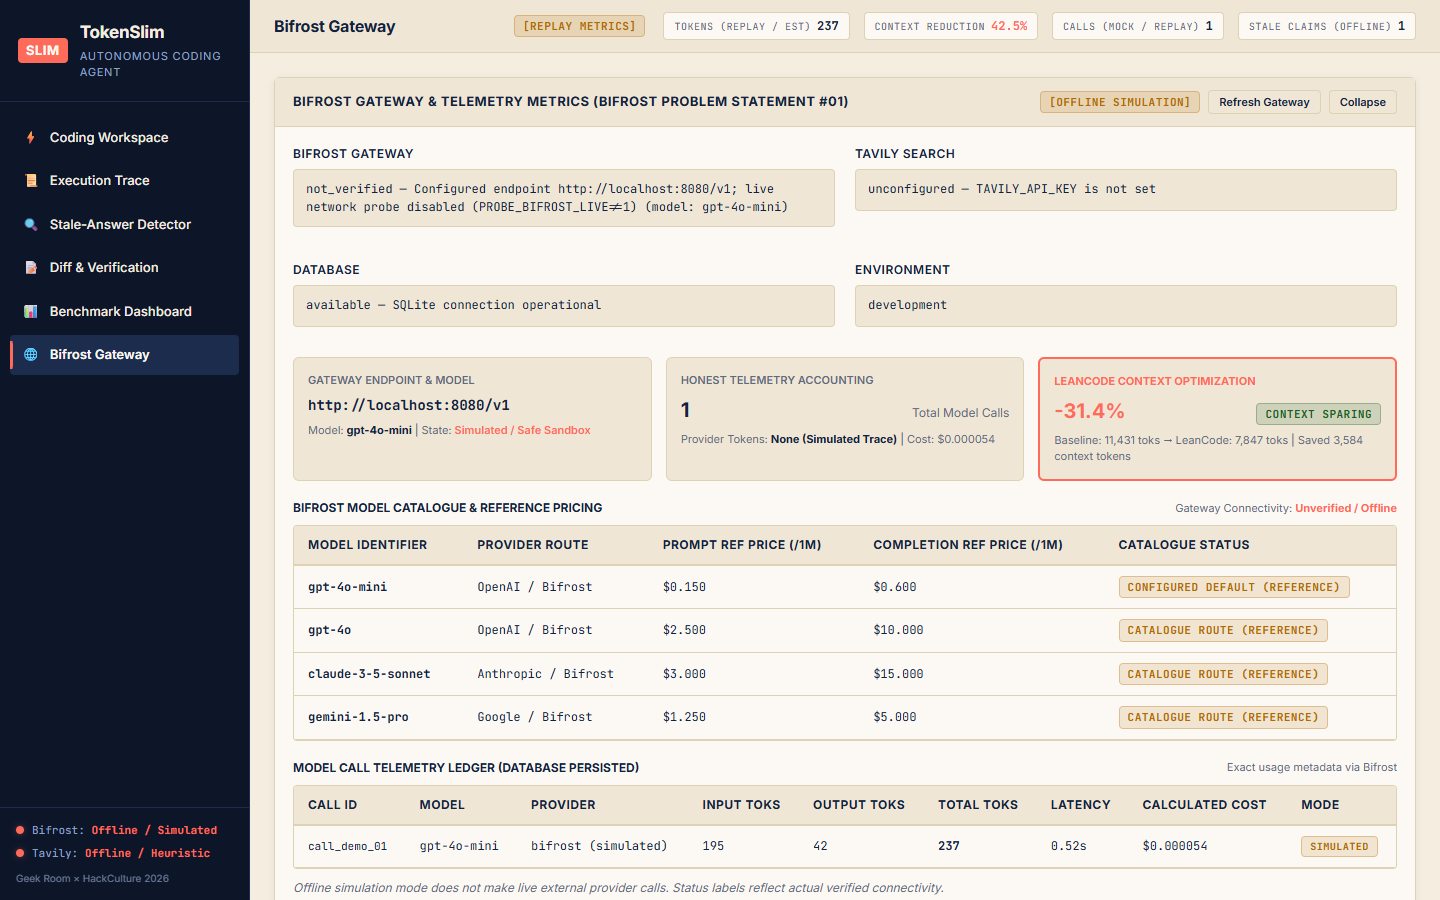 SLIM
TokenSlim
AUTONOMOUS CODING
AGENT
Coding Workspace
Execution Trace
Stale-Answer Detector
Diff & Verification
Benchmark Dashboard
Bifrost Gateway
Bifrost: Offline / Simulated
Tavily: Offline / Heuristic
Geek Room × HackCulture 2026
Bifrost Gateway
[REPLAY METRICS]
TOKENS (REPLAY / EST) 237
CONTEXT REDUCTION 42.5%
CALLS (MOCK / REPLAY) 1
STALE CLAIMS (OFFLINE) 1
BIFROST GATEWAY & TELEMETRY METRICS (BIFROST PROBLEM STATEMENT #01)
[OFFLINE SIMULATION]
Refresh Gateway
Collapse
BIFROST GATEWAY
not_verified — Configured endpoint http://localhost:8080/v1; live
network probe disabled (PROBE_BIFROST_LIVE≠1) (model: gpt-4o-mini)
TAVILY SEARCH
unconfigured — TAVILY_API_KEY is not set
DATABASE
available — SQLite connection operational
ENVIRONMENT
development
GATEWAY ENDPOINT & MODEL
http://localhost:8080/v1
Model: gpt-4o-mini | State: Simulated / Safe Sandbox
HONEST TELEMETRY ACCOUNTING
1 Total Model Calls
Provider Tokens: None (Simulated Trace) | Cost: $0.000054
LEANCODE CONTEXT OPTIMIZATION
-31.4% CONTEXT SPARING
Baseline: 11,431 toks → LeanCode: 7,847 toks | Saved 3,584
context tokens
BIFROST MODEL CATALOGUE & REFERENCE PRICING
Gateway Connectivity: Unverified / Offline
MODEL IDENTIFIER PROVIDER ROUTE PROMPT REF PRICE (/1M) COMPLETION REF PRICE (/1M) CATALOGUE STATUS
gpt-4o-mini OpenAI / Bifrost $0.150 $0.600 CONFIGURED DEFAULT (REFERENCE)
gpt-4o OpenAI / Bifrost $2.500 $10.000 CATALOGUE ROUTE (REFERENCE)
claude-3-5-sonnet Anthropic / Bifrost $3.000 $15.000 CATALOGUE ROUTE (REFERENCE)
gemini-1.5-pro Google / Bifrost $1.250 $5.000 CATALOGUE ROUTE (REFERENCE)
MODEL CALL TELEMETRY LEDGER (DATABASE PERSISTED)
Exact usage metadata via Bifrost
CALL ID MODEL PROVIDER INPUT TOKS OUTPUT TOKS TOTAL TOKS LATENCY CALCULATED COST MODE
call_demo_01 gpt-4o-mini bifrost (simulated) 195 42 237 0.52s $0.000054 SIMULATED
Offline simulation mode does not make live external provider calls. Status labels reflect actual verified connectivity.